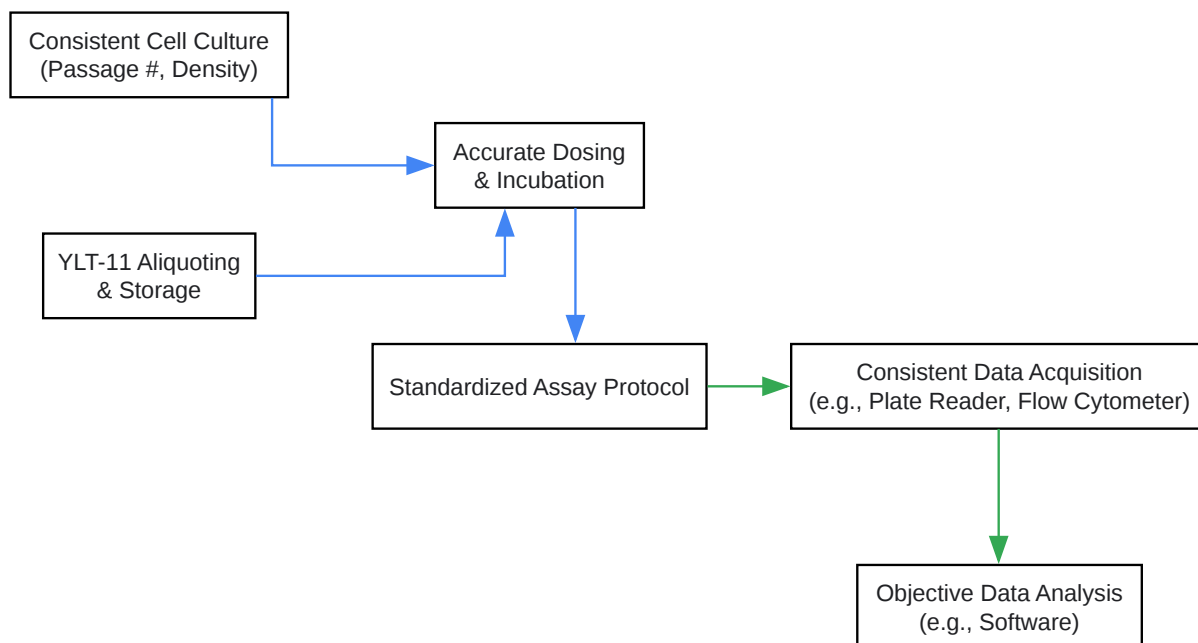 Consistent Cell Culture
(Passage #, Density)
Accurate Dosing
& Incubation
YLT-11 Aliquoting
& Storage
Standardized Assay Protocol
Consistent Data Acquisition
(e.g., Plate Reader, Flow Cytometer)
Objective Data Analysis
(e.g., Software)